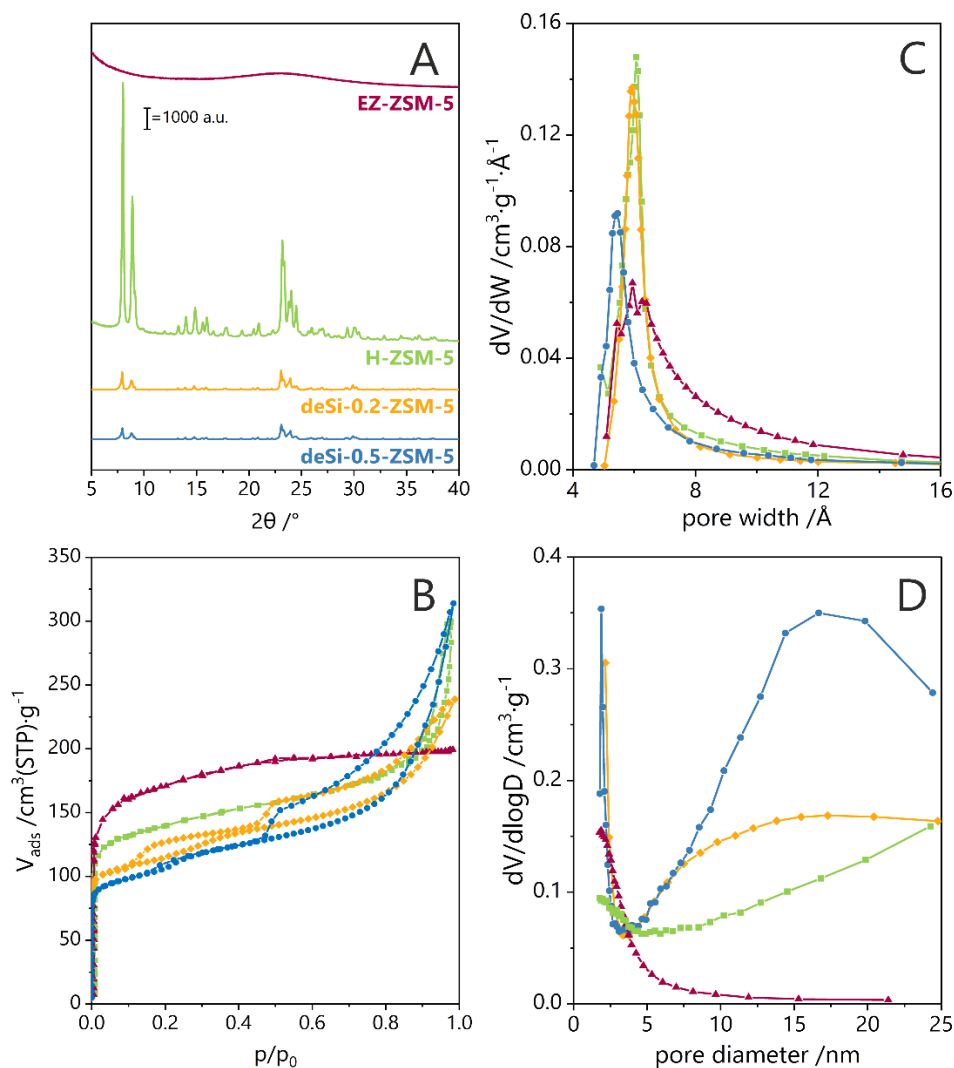 A
EZ-ZSM-5
=1000 a.u.
H-ZSM-5
deSi-0.2-ZSM-5
deSi-0.5-ZSM-5
5 10 15 20 25 30 35 40
2θ /°
C
0.16
0.12
0.08
0.04
0.00
dV/dW /cm³·g⁻¹·Å⁻¹
4 8 12 16
pore width /Å
B
350
300
250
200
150
100
50
0
V_ads /cm³(STP)·g⁻¹
0.0 0.2 0.4 0.6 0.8 1.0
p/p₀
D
0.4
0.3
0.2
0.1
0.0
dV/dlogD /cm³·g⁻¹
0 5 10 15 20 25
pore diameter /nm